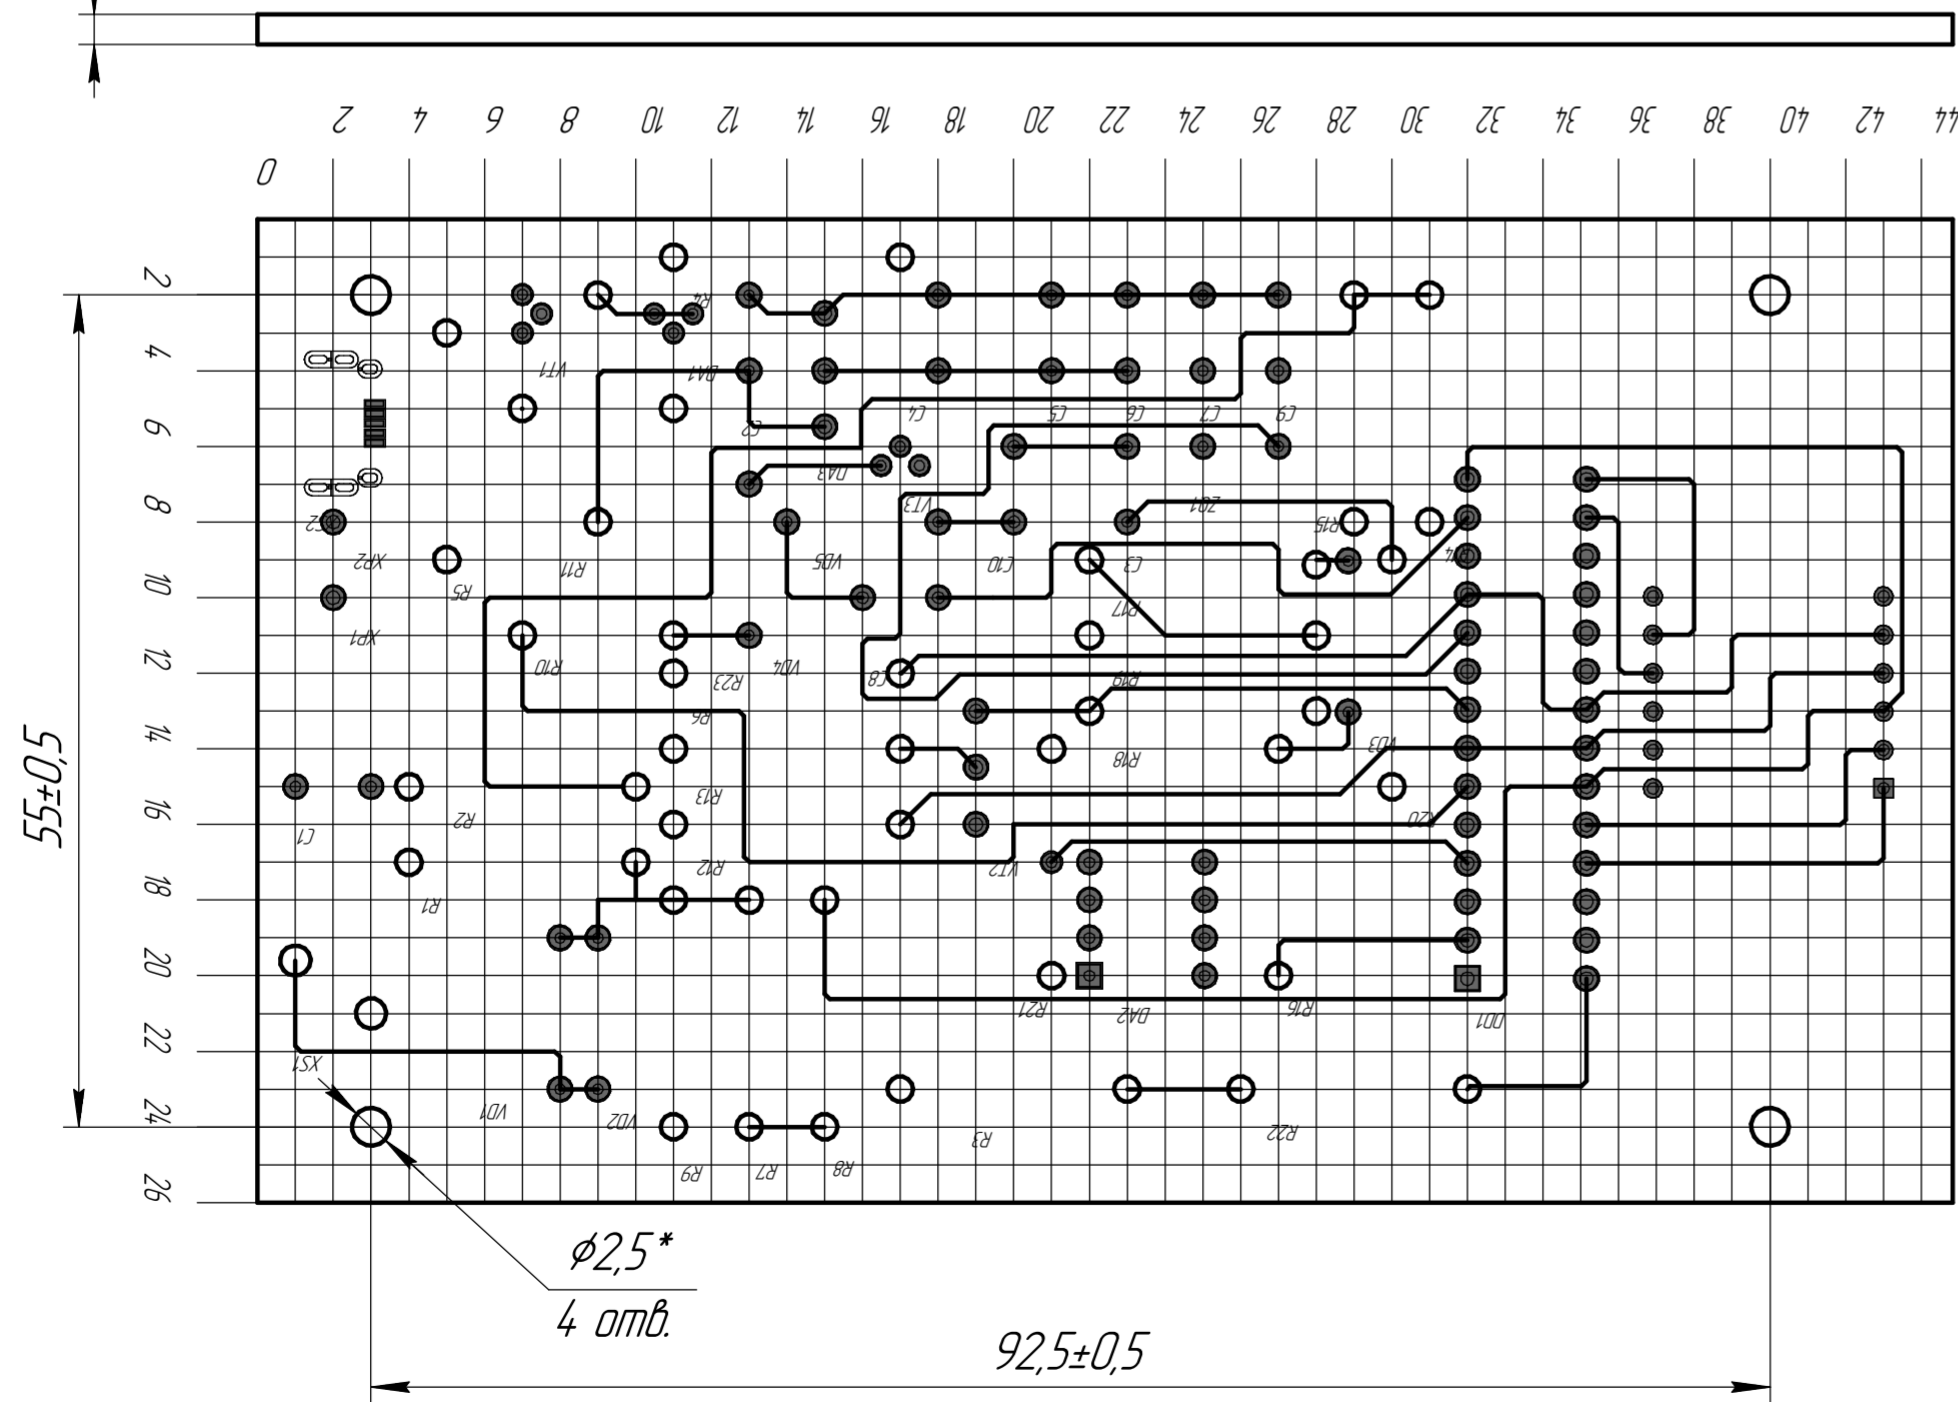 2 4 6 8 10 12 14 16 18 20 22 24 26 28 30 32 34 36 38 40 42 44
0
2
R4
4
VT1 DA1
6
C2 C4 C5 C6 C7 C9
DA3
8
VT3 ZQ1
C2 R15
XP2 R11 VD5 C10 C3 R14
10
R5
R17
XP1
12
R10 R23 VD4 C8 R19
R6
14
VD3
R18
R13
16
R2 R20
C1
R12 VT2
18
R1
20
R21 DA2 R16 DD1
22
XS1
24
VD1 VD2 R3 R22
26
R9 R7 R8
55±0,5
ϕ2,5*
4 отв.
92,5±0,5